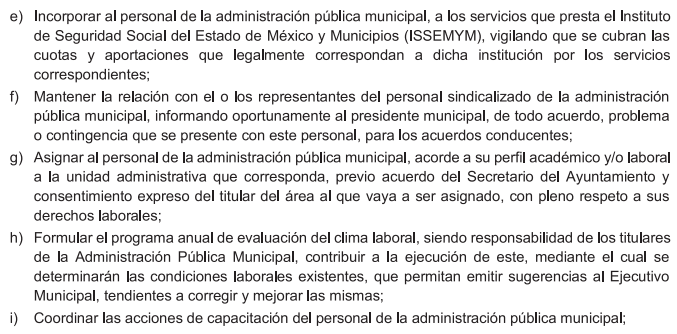 e) Incorporar al personal de la administración pública municipal, a los servicios que presta el Instituto
de Seguridad Social del Estado de México y Municipios (ISSEMYM), vigilando que se cubran las
cuotas y aportaciones que legalmente correspondan a dicha institución por los servicios
correspondientes;
f) Mantener la relación con el o los representantes del personal sindicalizado de la administración
pública municipal, informando oportunamente al presidente municipal, de todo acuerdo, problema
o contingencia que se presente con este personal, para los acuerdos conducentes;
g) Asignar al personal de la administración pública municipal, acorde a su perfil académico y/o laboral
a la unidad administrativa que corresponda, previo acuerdo del Secretario del Ayuntamiento y
consentimiento expreso del titular del área al que vaya a ser asignado, con pleno respeto a sus
derechos laborales;
h) Formular el programa anual de evaluación del clima laboral, siendo responsabilidad de los titulares
de la Administración Pública Municipal, contribuir a la ejecución de este, mediante el cual se
determinarán las condiciones laborales existentes, que permitan emitir sugerencias al Ejecutivo
Municipal, tendientes a corregir y mejorar las mismas;
i) Coordinar las acciones de capacitación del personal de la administración pública municipal;